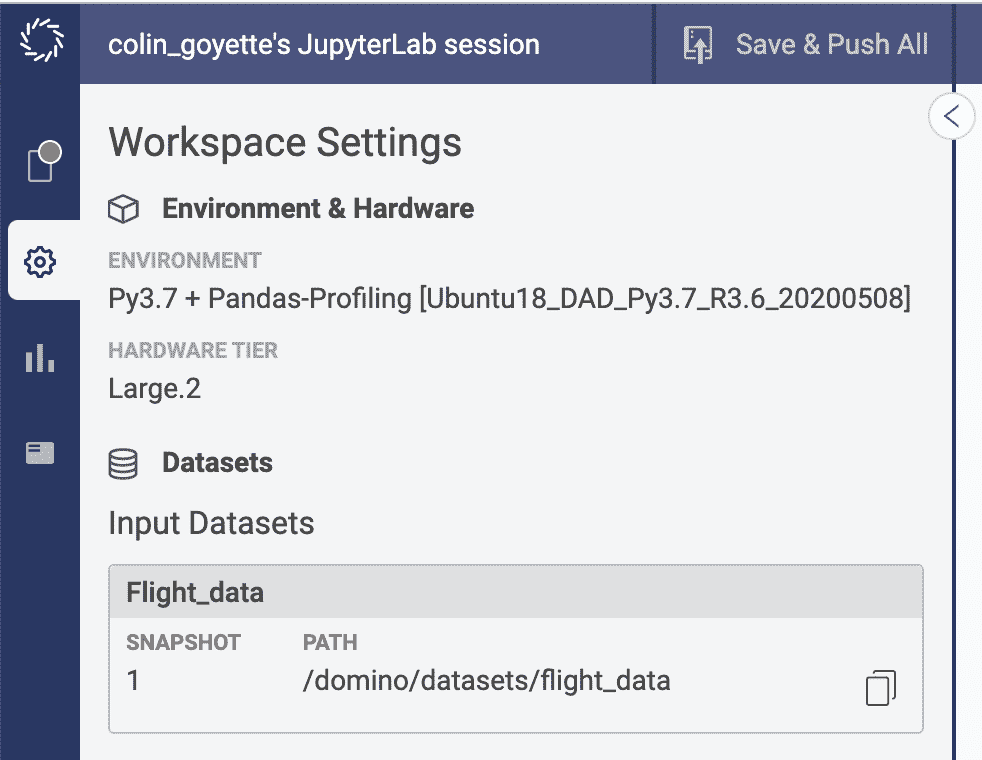 colin_goyette's JupyterLab session
Save & Push All
Workspace Settings
Environment & Hardware
ENVIRONMENT
Py3.7 + Pandas-Profiling [Ubuntu18_DAD_Py3.7_R3.6_20200508]
HARDWARE TIER
Large.2
Datasets
Input Datasets
Flight_data
SNAPSHOT PATH
1 /domino/datasets/flight_data